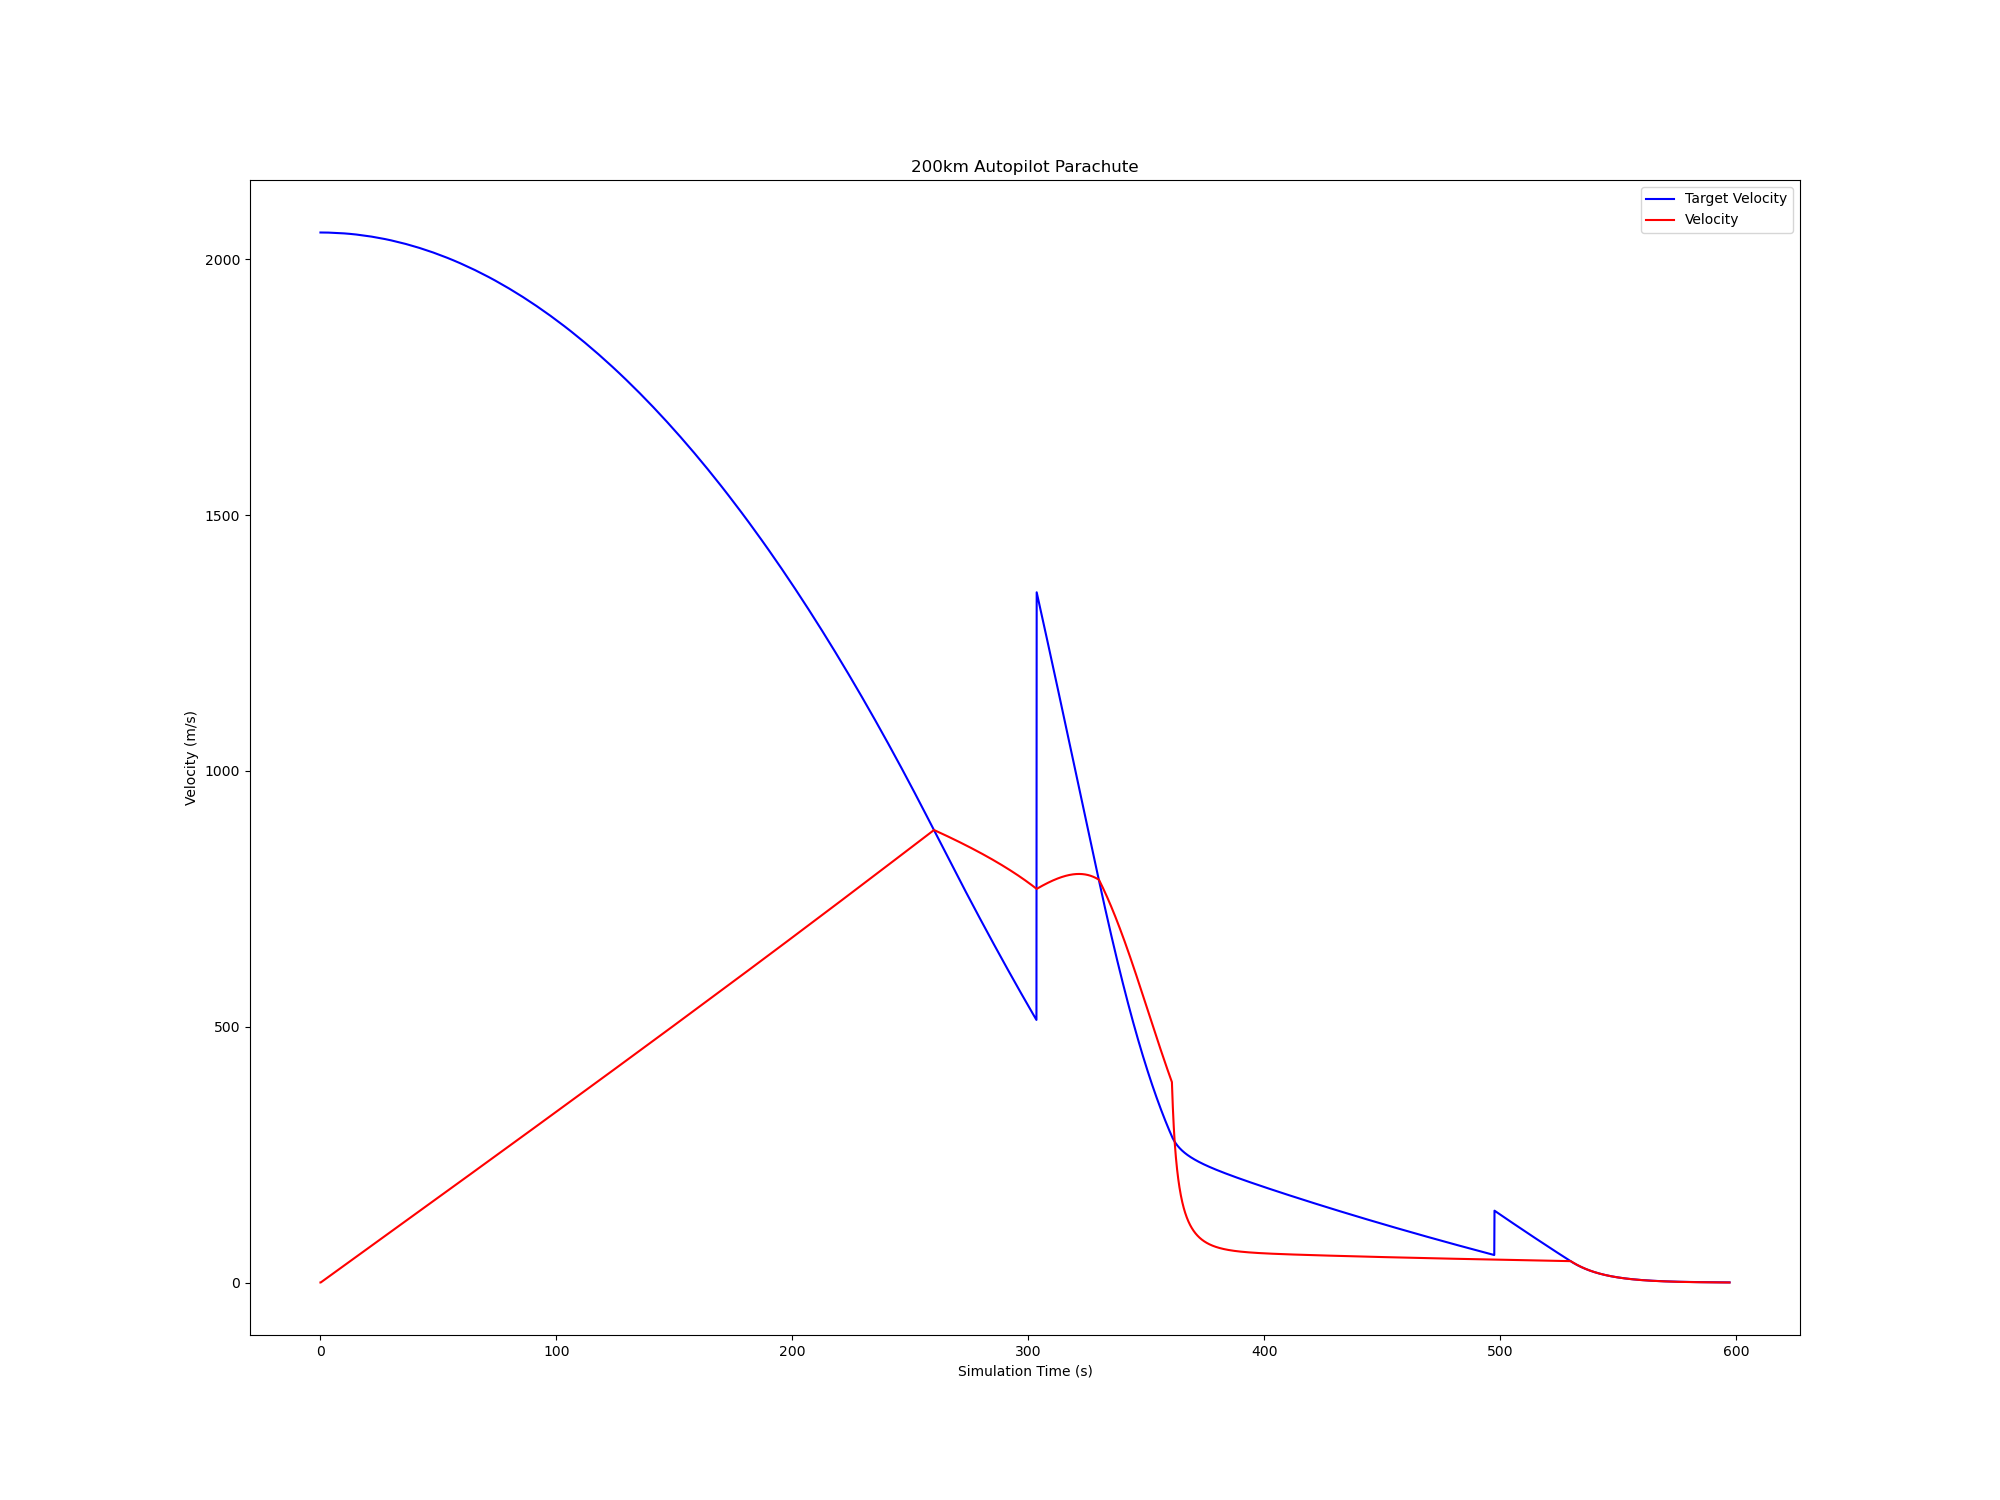 200km Autopilot Parachute
Target Velocity
Velocity
2000
1500
1000
500
0
Velocity (m/s)
0 100 200 300 400 500 600
Simulation Time (s)